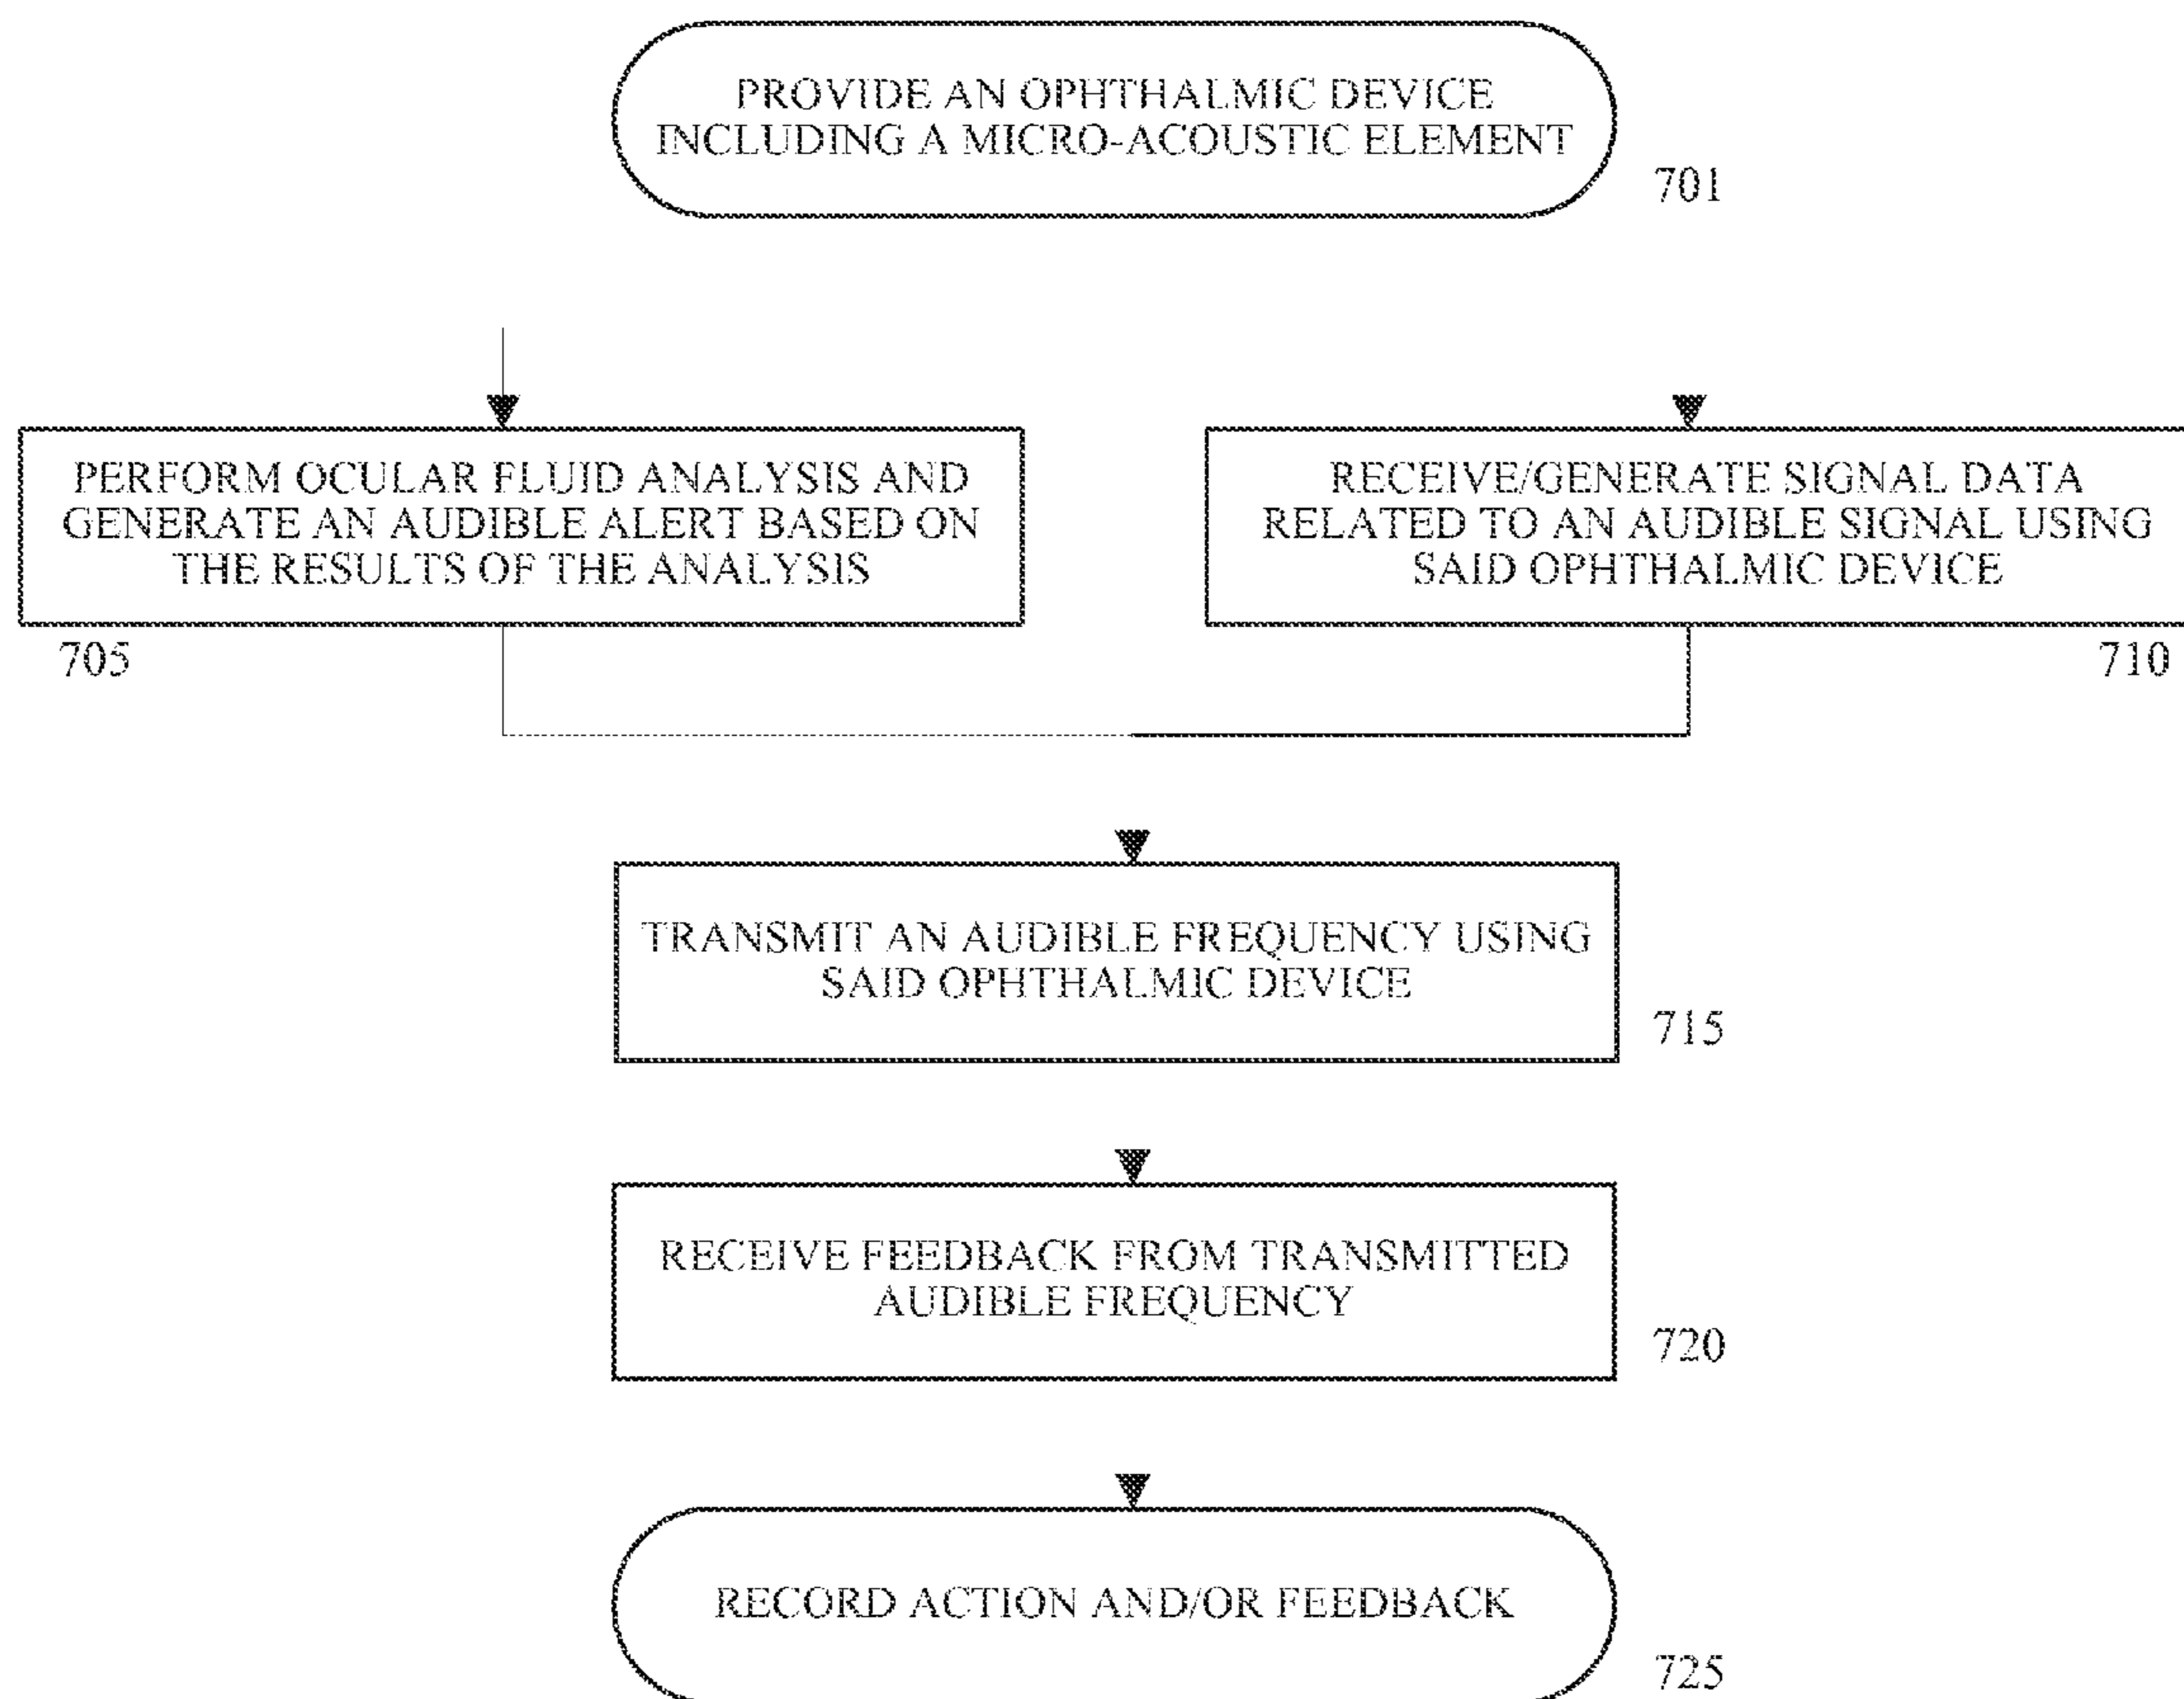 PROVIDE AN OPHTHALMIC DEVICE
INCLUDING A MICRO-ACOUSTIC ELEMENT
701
PERFORM OCULAR FLUID ANALYSIS AND
GENERATE AN AUDIBLE ALERT BASED ON
THE RESULTS OF THE ANALYSIS
705
RECEIVE/GENERATE SIGNAL DATA
RELATED TO AN AUDIBLE SIGNAL USING
SAID OPHTHALMIC DEVICE
710
TRANSMIT AN AUDIBLE FREQUENCY USING
SAID OPHTHALMIC DEVICE
715
RECEIVE FEEDBACK FROM TRANSMITTED
AUDIBLE FREQUENCY
720
RECORD ACTION AND/OR FEEDBACK
725